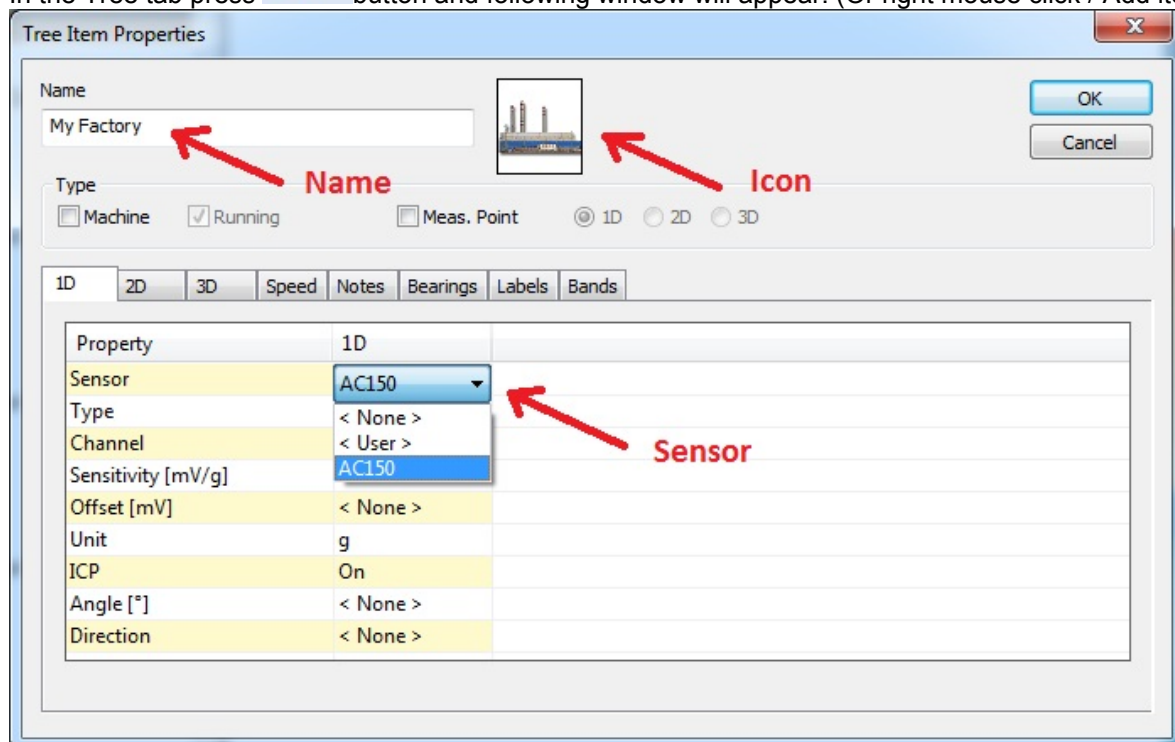 In the Tree tab press button and following window will appear. (Or right mouse click / Add
Tree Item Properties
Name
My Factory
OK
Cancel
Name
Icon
Type
Machine Running Meas. Point 1D 2D 3D
1D 2D 3D Speed Notes Bearings Labels Bands
Property 1D
Sensor AC150
Type < None >
Channel < User >
Sensitivity [mV/g] AC150
Sensor
Offset [mV] < None >
Unit g
ICP On
Angle [°] < None >
Direction < None >